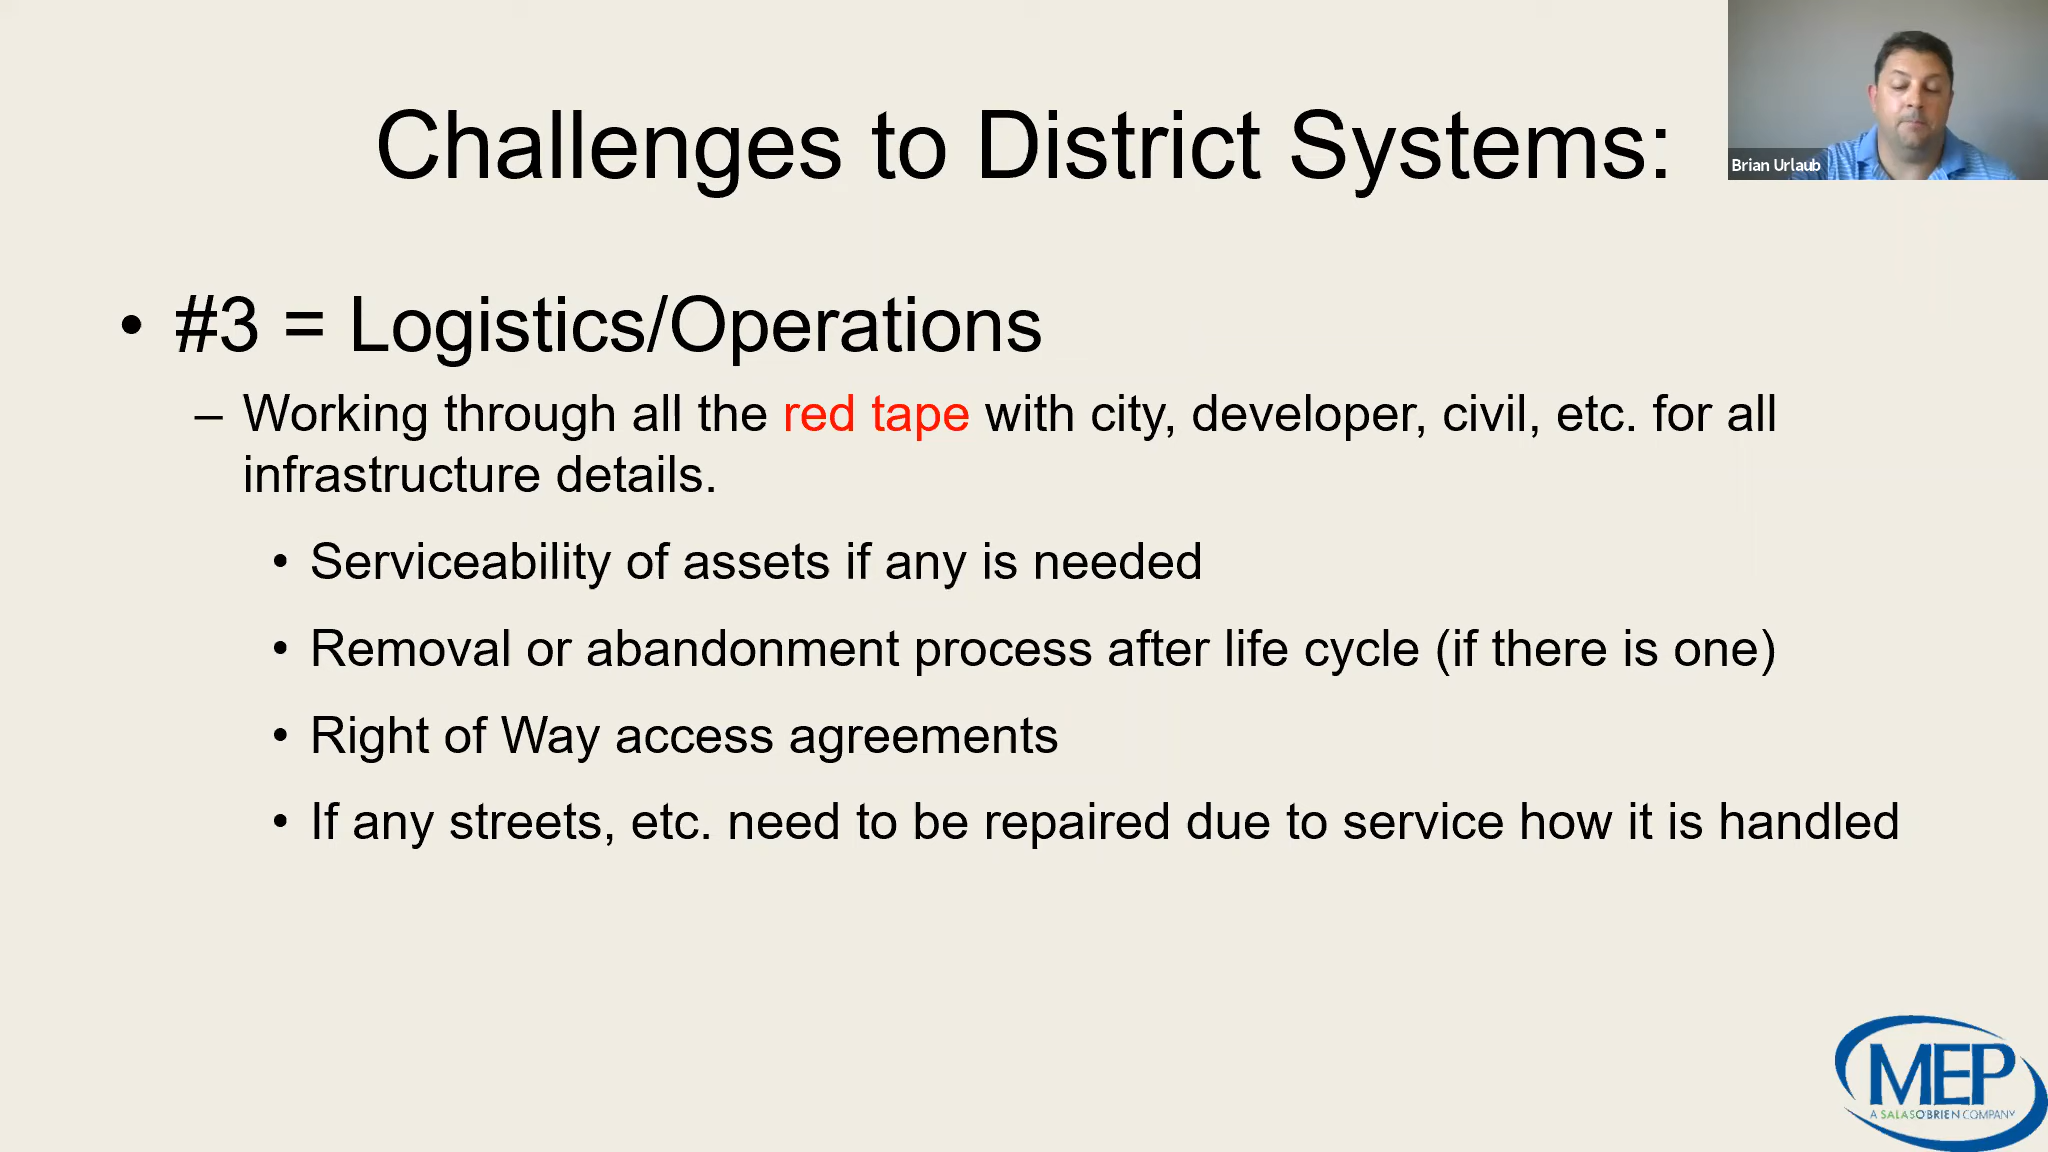 Challenges to District Systems:
Brian Urlaub
• #3 = Logistics/Operations
– Working through all the red tape with city, developer, civil, etc. for all
infrastructure details.
• Serviceability of assets if any is needed
• Removal or abandonment process after life cycle (if there is one)
• Right of Way access agreements
• If any streets, etc. need to be repaired due to service how it is handled
MEP
A SALAS O'BRIEN COMPANY